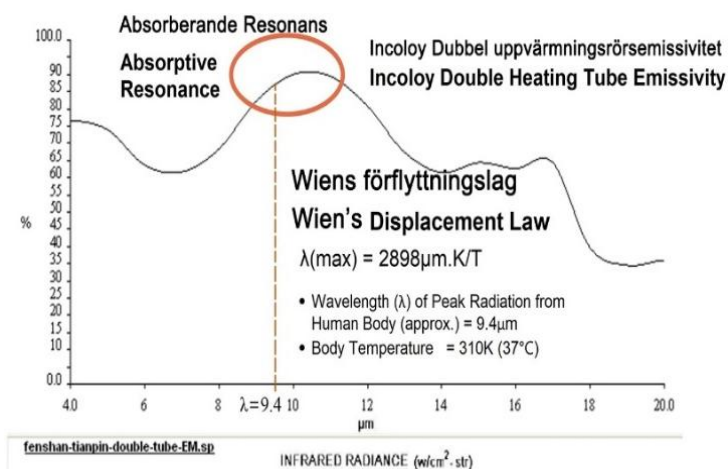 Absorberande Resonans
Absorptive
Resonance
Incoloy Dubbel uppvärmningsrörsemissivitet
Incoloy Double Heating Tube Emissivity
100.0
95
90
85
80
75
70
65
60
55
50
45
40
35
30
25
20
15
10
5
0.0
%
Wiens förflyttningslag
Wien's Displacement Law
λ(max) = 2898μm.K/T
• Wavelength (λ) of Peak Radiation from
Human Body (approx.) = 9.4μm
• Body Temperature = 310K (37°C)
4.0 6 8 λ=9.4 10 12 14 16 18 20.0
μm
fenshan-tianpin-double-tube-EM.sp
INFRARED RADIANCE (w/cm²- str)